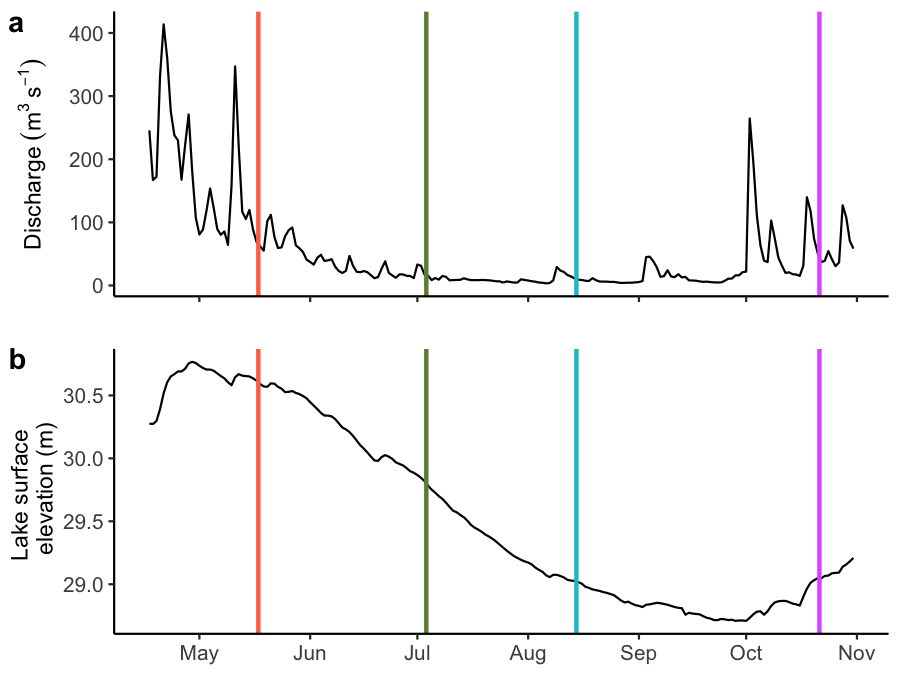 a
Discharge (m³ s⁻¹)
400
300
200
100
0
b
Lake surface
elevation (m)
30.5
30.0
29.5
29.0
May Jun Jul Aug Sep Oct Nov